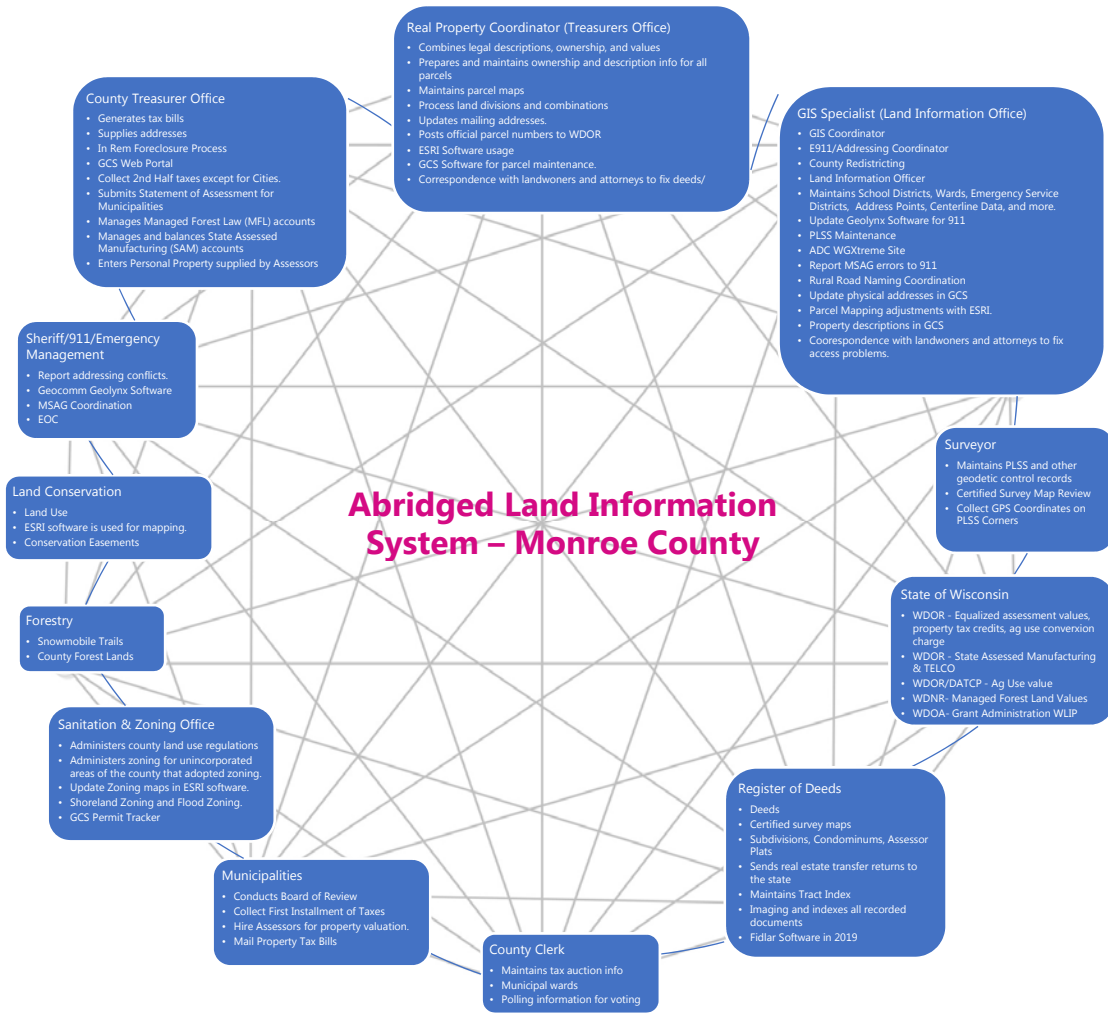 Real Property Coordinator (Treasurers Office)
• Combines legal descriptions, ownership, and values
• Prepares and maintains ownership and description info for all
parcels
• Maintains parcel maps
• Process land divisions and combinations
• Updates mailing addresses.
• Posts official parcel numbers to WDOR
• ESRI Software usage
• GCS Software for parcel maintenance.
• Correspondence with landwoners and attorneys to fix deeds/
County Treasurer Office
• Generates tax bills
• Supplies addresses
• In Rem Foreclosure Process
• GCS Web Portal
• Collect 2nd Half taxes except for Cities.
• Submits Statement of Assessment for
Municipalities
• Manages Managed Forest Law (MFL) accounts
• Manages and balances State Assessed
Manufacturing (SAM) accounts
• Enters Personal Property supplied by Assessors
GIS Specialist (Land Information Office)
• GIS Coordinator
• E911/Addressing Coordinator
• County Redistricting
• Land Information Officer
• Maintains School Districts, Wards, Emergency Service
Districts, Address Points, Centerline Data, and more.
• Update Geolynx Software for 911
• PLSS Maintenance
• ADC WGXtreme Site
• Report MSAG errors to 911
• Rural Road Naming Coordination
• Update physical addresses in GCS
• Parcel Mapping adjustments with ESRI.
• Property descriptions in GCS
• Coorespondence with landwoners and attorneys to fix
access problems.
Sheriff/911/Emergency
Management
• Report addressing conflicts.
• Geocomm Geolynx Software
• MSAG Coordination
• EOC
Surveyor
• Maintains PLSS and other
geodetic control records
• Certified Survey Map Review
• Collect GPS Coordinates on
PLSS Corners
Land Conservation
• Land Use
• ESRI software is used for mapping.
• Conservation Easements
Abridged Land Information
System – Monroe County
State of Wisconsin
• WDOR - Equalized assessment values,
property tax credits, ag use converxion
charge
• WDOR - State Assessed Manufacturing
& TELCO
• WDOR/DATCP - Ag Use value
• WDNR- Managed Forest Land Values
• WDOA- Grant Administration WLIP
Forestry
• Snowmobile Trails
• County Forest Lands
Sanitation & Zoning Office
• Administers county land use regulations
• Administers zoning for unincorporated
areas of the county that adopted zoning.
• Update Zoning maps in ESRI software.
• Shoreland Zoning and Flood Zoning.
• GCS Permit Tracker
Register of Deeds
• Deeds
• Certified survey maps
• Subdivisions, Condominums, Assessor
Plats
• Sends real estate transfer returns to
the state
• Maintains Tract Index
• Imaging and indexes all recorded
documents
• Fidlar Software in 2019
Municipalities
• Conducts Board of Review
• Collect First Installment of Taxes
• Hire Assessors for property valuation.
• Mail Property Tax Bills
County Clerk
• Maintains tax auction info
• Municipal wards
• Polling information for voting